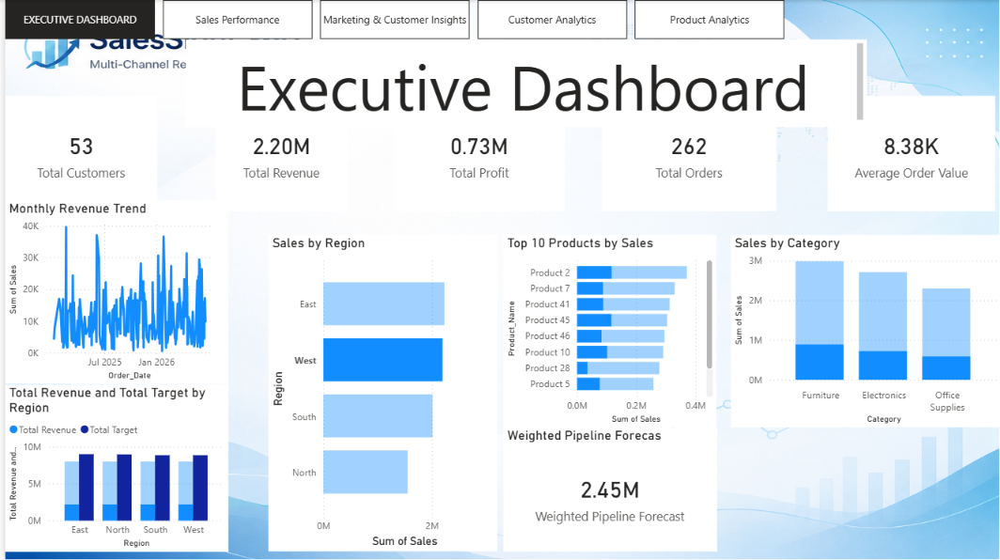 EXECUTIVE DASHBOARD
Sales Performance
Marketing & Customer Insights
Customer Analytics
Product Analytics
Multi-Channel Re
Executive Dashboard
53
Total Customers
2.20M
Total Revenue
0.73M
Total Profit
262
Total Orders
8.38K
Average Order Value
Monthly Revenue Trend
40K
30K
20K
10K
0K
Sum of Sales
Jul 2025
Jan 2026
Order_Date
Total Revenue and Total Target by
Region
Total Revenue
Total Target
10M
5M
0M
Total Revenue and...
East
North
South
West
Region
Sales by Region
East
West
South
North
Region
0M
2M
Sum of Sales
Top 10 Products by Sales
Product 2
Product 7
Product 41
Product 45
Product 46
Product 10
Product 28
Product 5
Product_Name
0.0M
0.2M
0.4M
Sum of Sales
Weighted Pipeline Forecas
2.45M
Weighted Pipeline Forecast
Sales by Category
3M
2M
1M
0M
Sum of Sales
Furniture
Electronics
Office
Supplies
Category